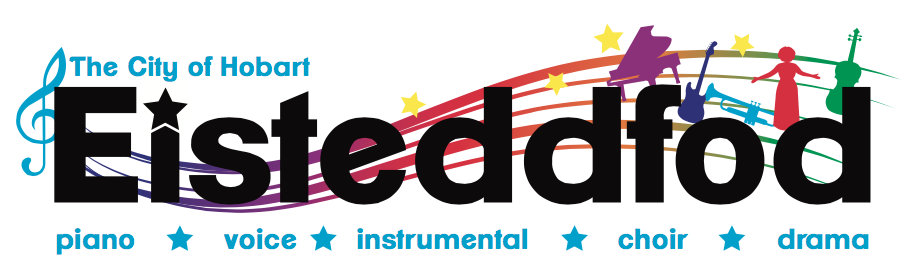 The City of Hobart
Eisteddfod
piano voice instrumental choir drama